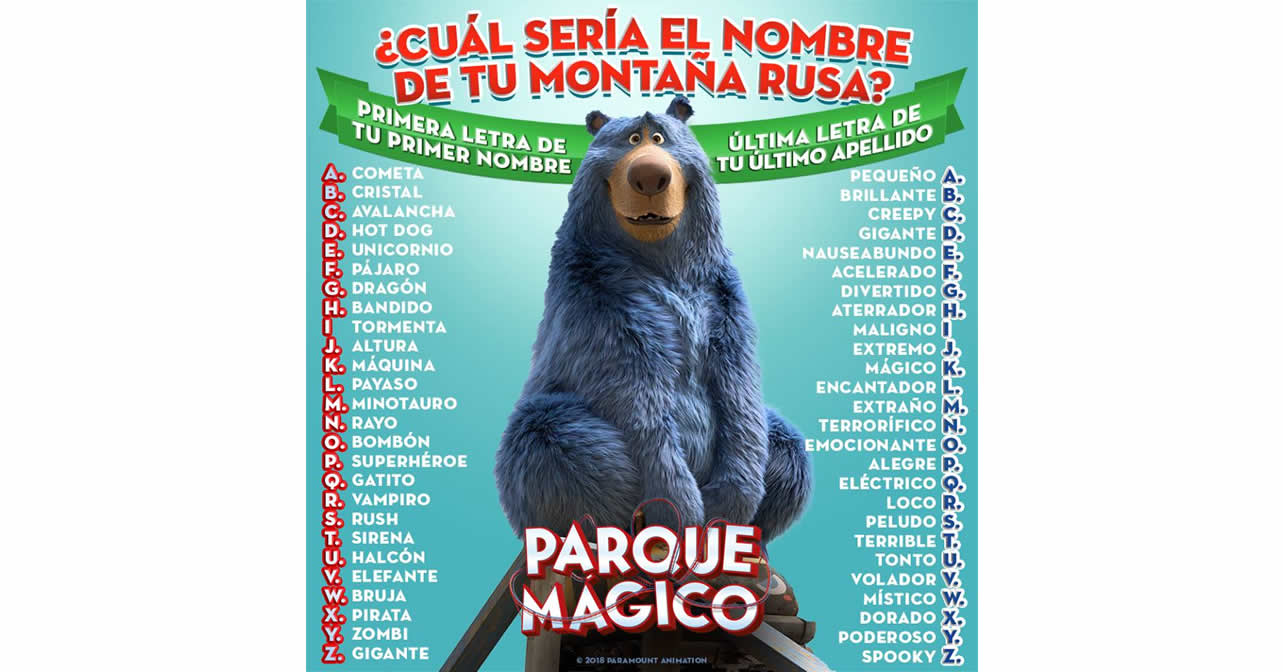 ¿CUÁL SERÍA EL NOMBRE
DE TU MONTAÑA RUSA?
PRIMERA LETRA DE
TU PRIMER NOMBRE
A. COMETA
B. CRISTAL
C. AVALANCHA
D. HOT DOG
E. UNICORNIO
F. PÁJARO
G. DRAGÓN
H. BANDIDO
I TORMENTA
J. ALTURA
K. MÁQUINA
L. PAYASO
M. MINOTAURO
N. RAYO
O. BOMBÓN
P. SUPERHÉROE
Q. GATITO
R. VAMPIRO
S. RUSH
T. SIRENA
U. HALCÓN
V. ELEFANTE
W. BRUJA
X. PIRATA
Y. ZOMBI
Z. GIGANTE
ÚLTIMA LETRA DE
TU ÚLTIMO APELLIDO
PEQUEÑO A.
BRILLANTE B.
CREEPY C.
GIGANTE D.
NAUSEABUNDO E.
ACELERADO F.
DIVERTIDO G.
ATERRADOR H.
MALIGNO I
EXTREMO J.
MÁGICO K.
ENCANTADOR L.
EXTRAÑO M.
TERRORÍFICO N.
EMOCIONANTE O.
ALEGRE P.
ELÉCTRICO Q.
LOCO R.
PELUDO S.
TERRIBLE T.
TONTO U.
VOLADOR V.
MÍSTICO W.
DORADO X.
PODEROSO Y.
SPOOKY Z.
PARQUE
MÁGICO
© 2018 PARAMOUNT ANIMATION